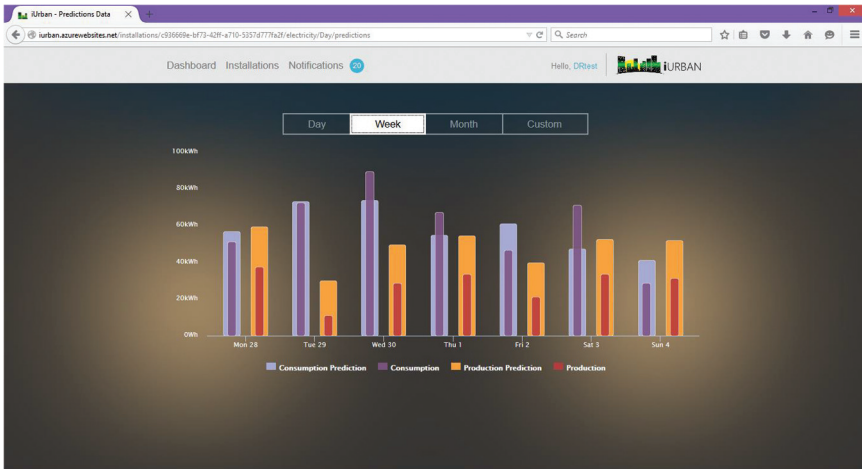 iUrban - Predictions Data
iurban.azurewebsites.net/installations/c936669e-bf73-42ff-a710-5357d777fa2f/electricity/Day/predictions
Search
Dashboard Installations Notifications 20
Hello, DRtest
iURBAN
Day Week Month Custom
100kWh
80kWh
60kWh
40kWh
20kWh
0Wh
Mon 28 Tue 29 Wed 30 Thu 1 Fri 2 Sat 3 Sun 4
Consumption Prediction Consumption Production Prediction Production